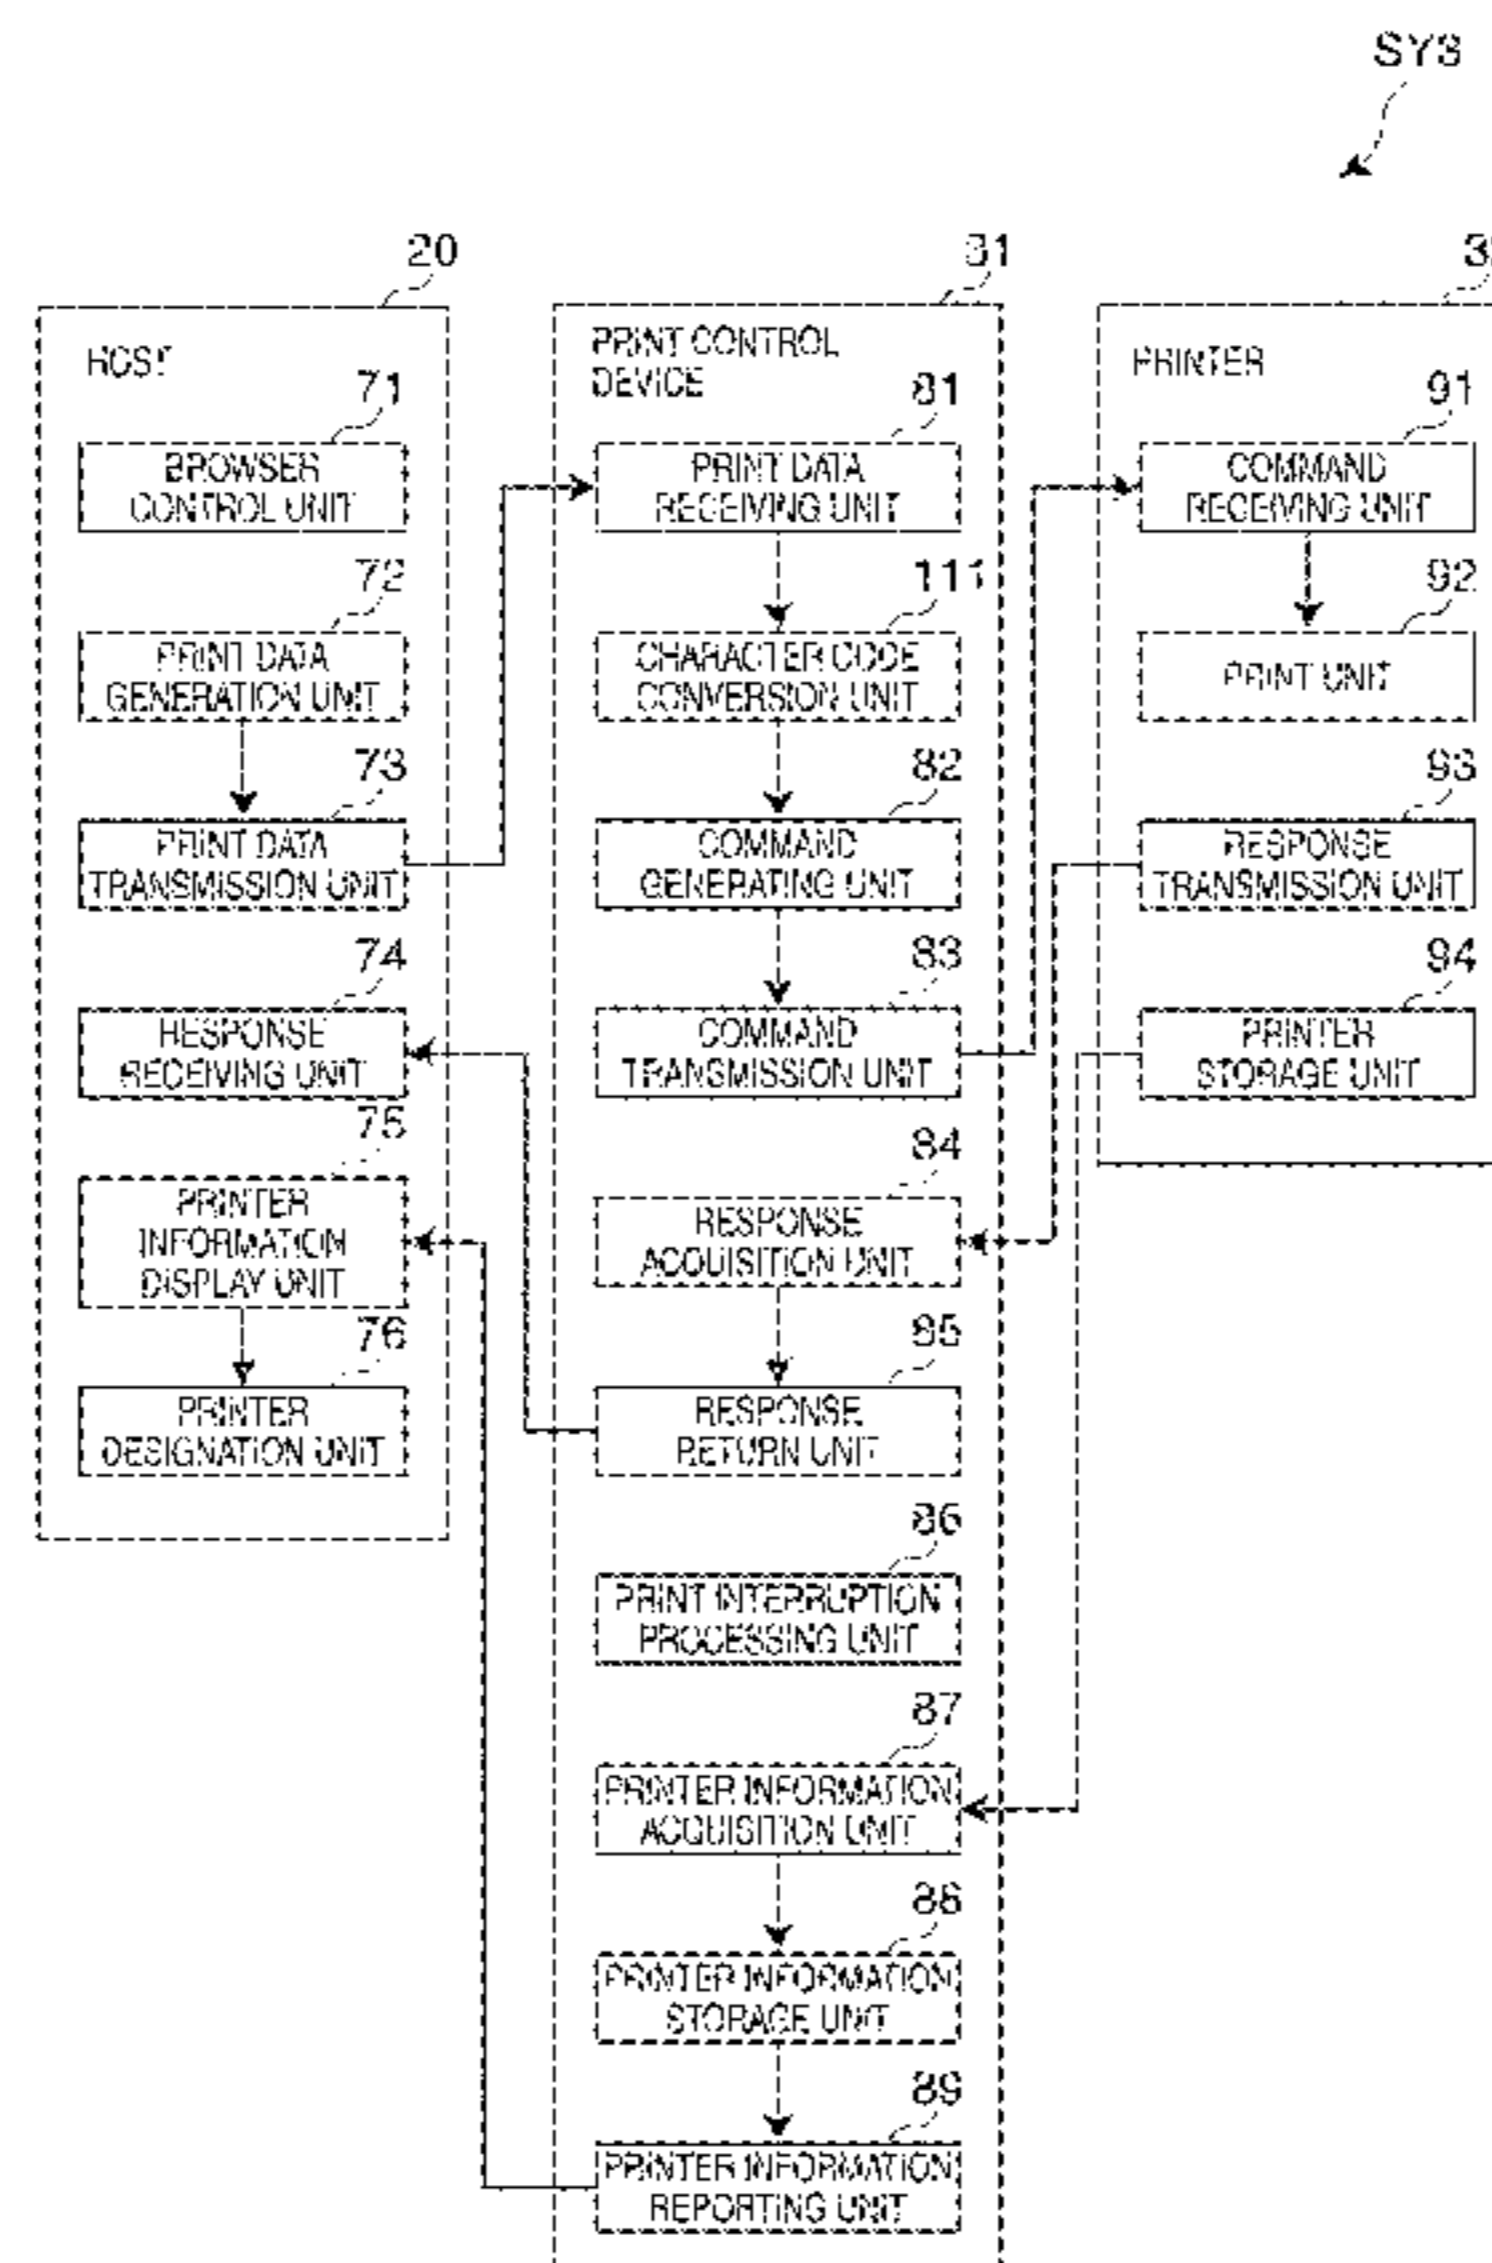 SY3
20
HOST
71
BROWSER
CONTROL UNIT
72
PRINT DATA
GENERATION UNIT
73
PRINT DATA
TRANSMISSION UNIT
74
RESPONSE
RECEIVING UNIT
75
PRINTER
INFORMATION
DISPLAY UNIT
76
PRINTER
DESIGNATION UNIT
31
PRINT CONTROL
DEVICE
81
PRINT DATA
RECEIVING UNIT
111
CHARACTER CODE
CONVERSION UNIT
82
COMMAND
GENERATING UNIT
83
COMMAND
TRANSMISSION UNIT
84
RESPONSE
ACQUISITION UNIT
85
RESPONSE
RETURN UNIT
86
PRINT INTERRUPTION
PROCESSING UNIT
87
PRINTER INFORMATION
ACQUISITION UNIT
88
PRINTER INFORMATION
STORAGE UNIT
89
PRINTER INFORMATION
REPORTING UNIT
PRINTER
91
COMMAND
RECEIVING UNIT
92
PRINT UNIT
93
RESPONSE
TRANSMISSION UNIT
94
PRINTER
STORAGE UNIT